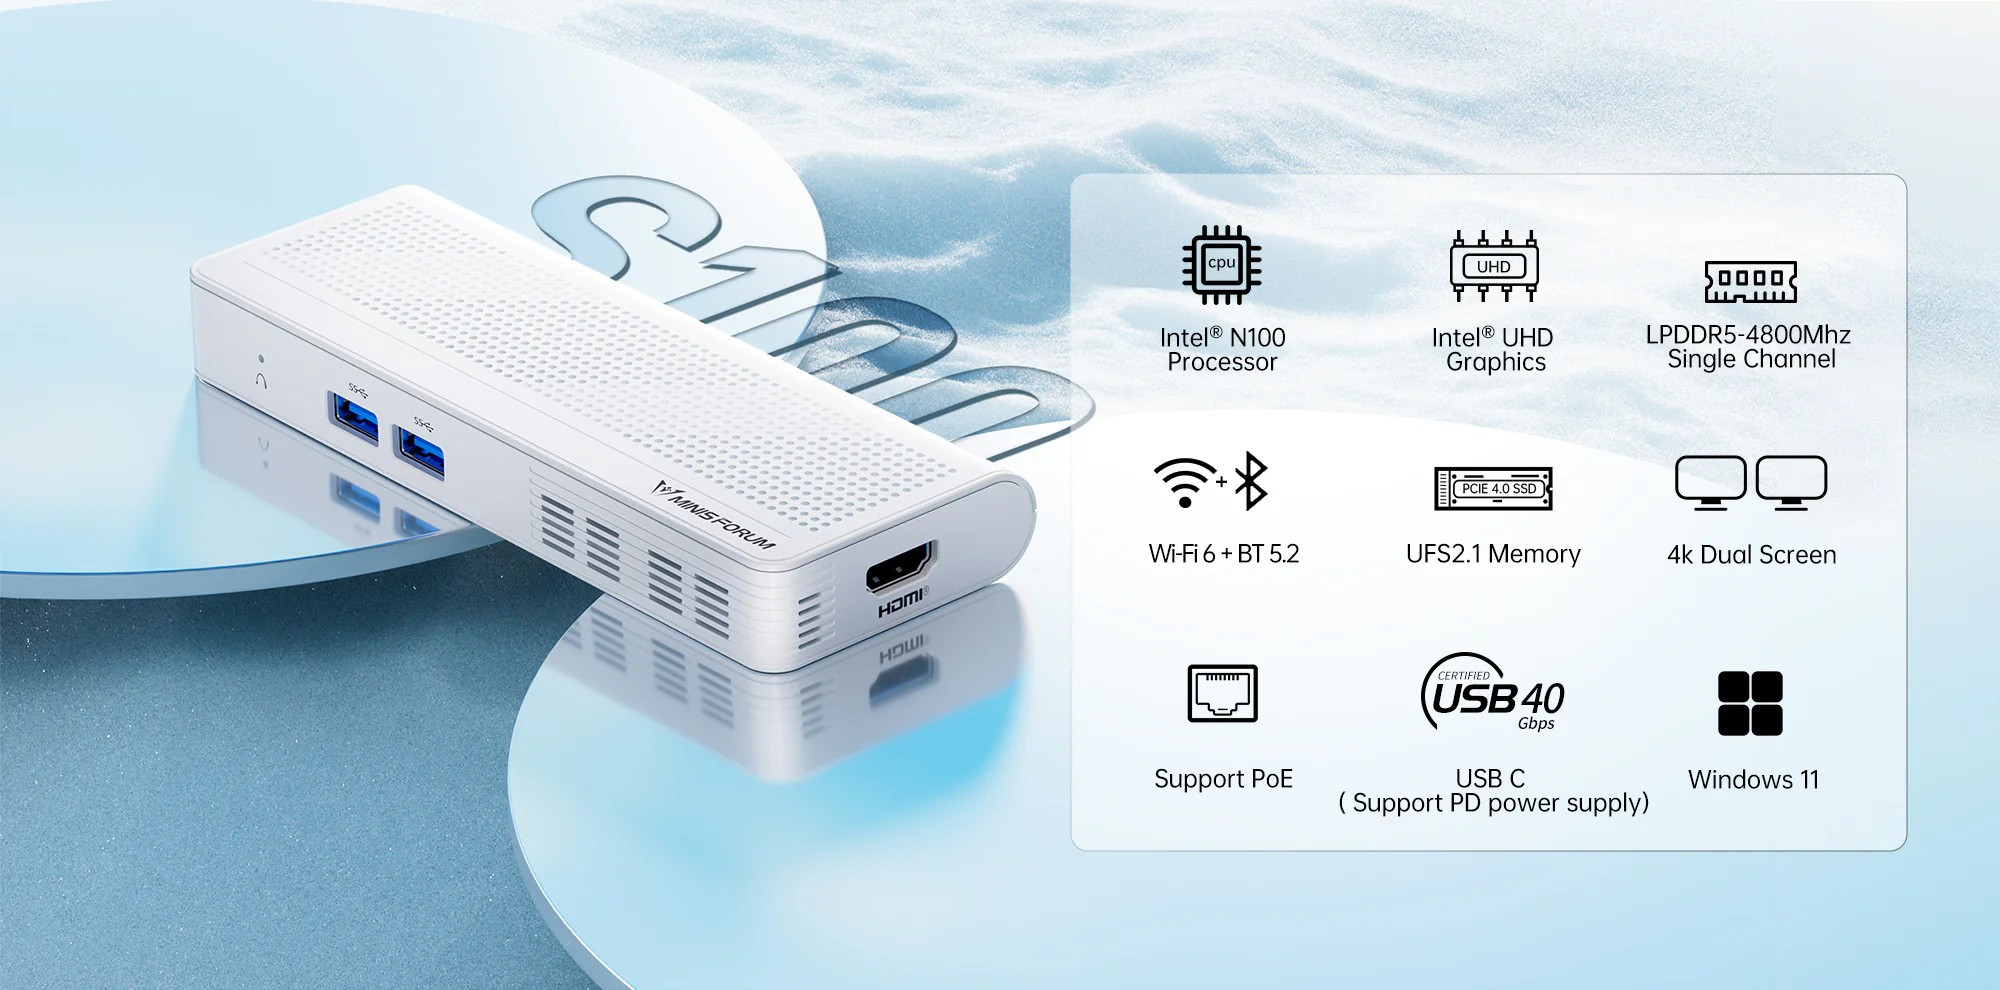 S100
SS
SS
MINISFORUM
HDMI®
cpu
Intel® N100
Processor
UHD
Intel® UHD
Graphics
LPDDR5-4800Mhz
Single Channel
Wi-Fi 6 + BT 5.2
PCIE 4.0 SSD
UFS2.1 Memory
4k Dual Screen
Support PoE
CERTIFIED
USB 40
Gbps
USB C
( Support PD power supply)
Windows 11